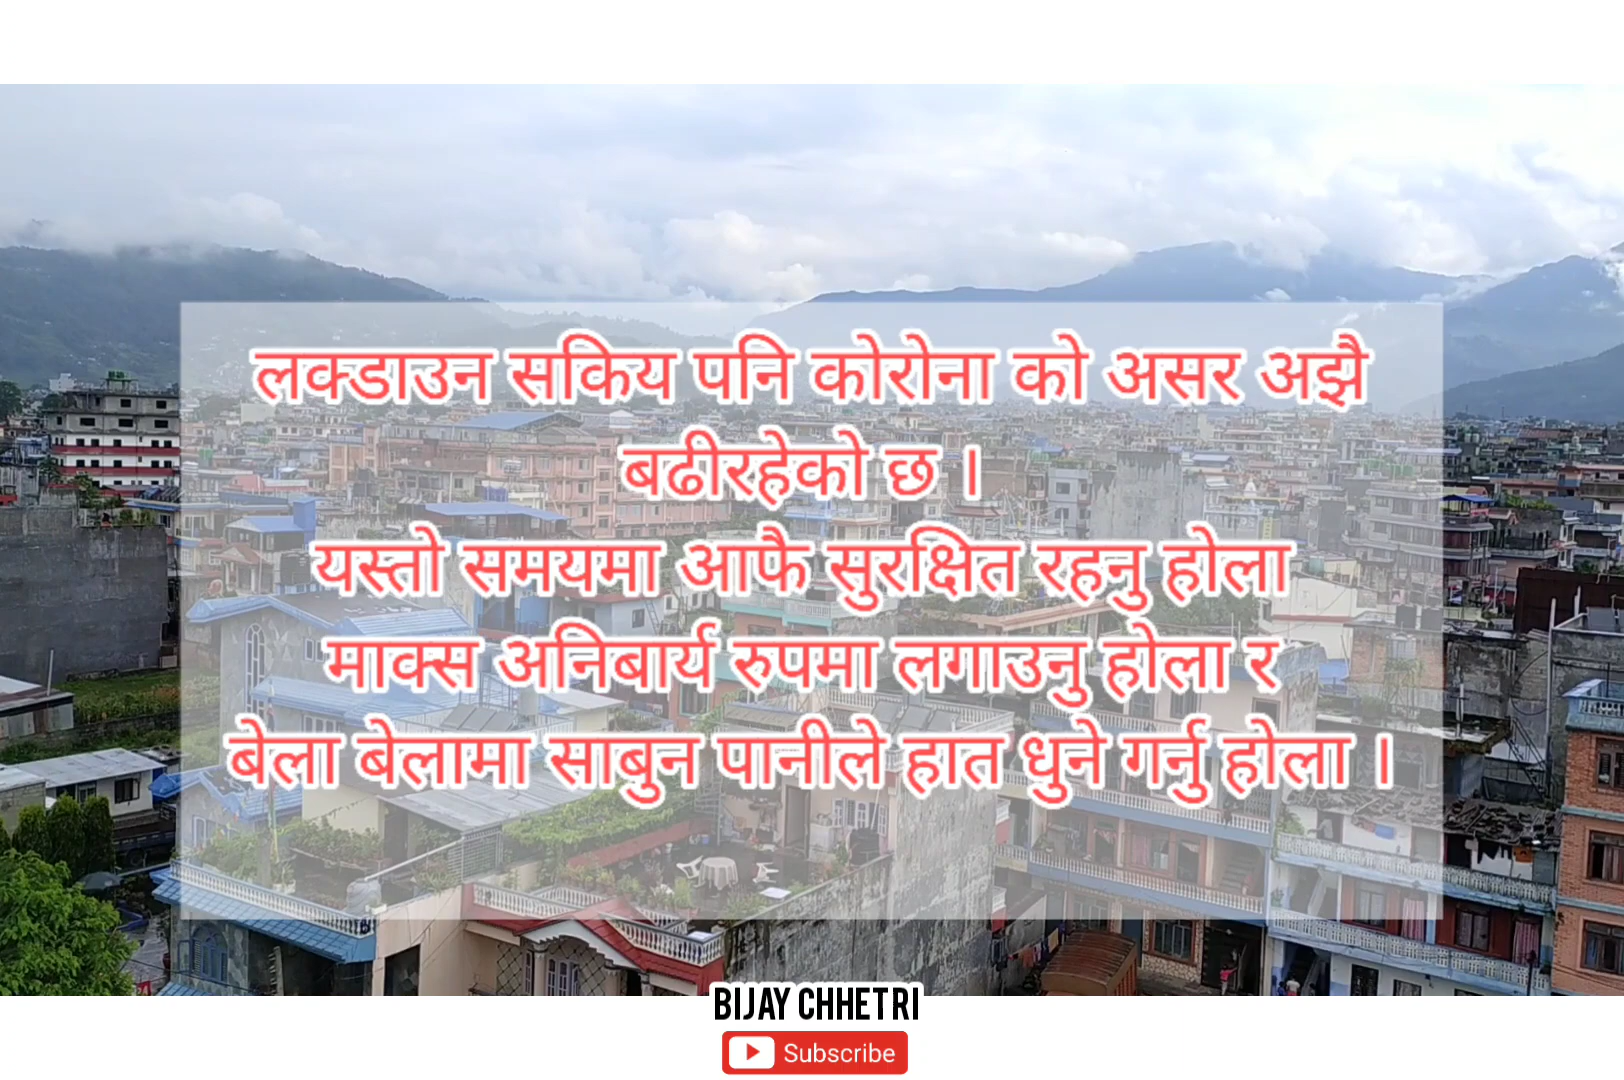 लक्डाउन सकिय पनि कोरोना को असर अझै
बढीरहेको छ ।
यस्तो समयमा आफै सुरक्षित रहनु होला
माक्स अनिबार्य रुपमा लगाउनु होला र
बेला बेलामा साबुन पानीले हात धुने गर्नु होला ।
BIJAY CHHETRI
Subscribe